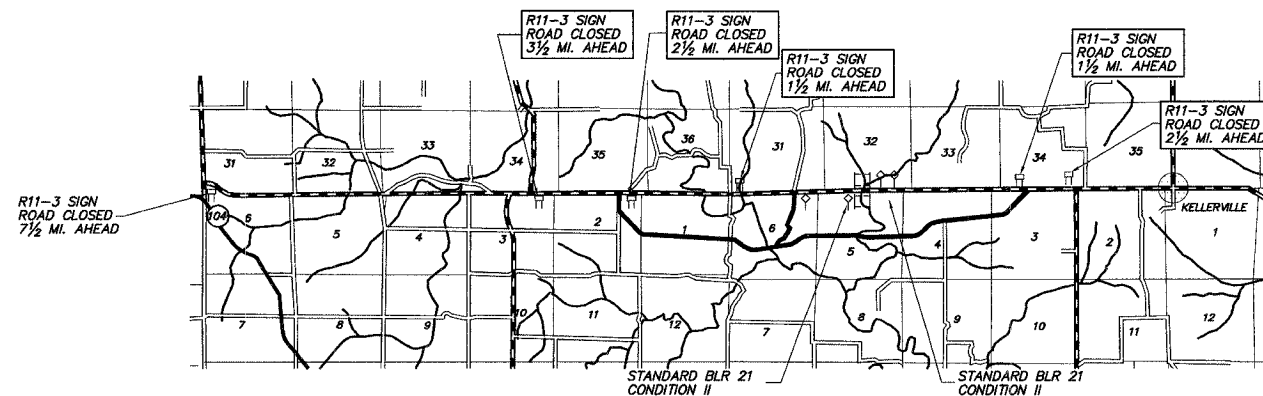 R11-3 SIGN
ROAD CLOSED
3½ MI. AHEAD
R11-3 SIGN
ROAD CLOSED
2½ MI. AHEAD
R11-3 SIGN
ROAD CLOSED
1½ MI. AHEAD
R11-3 SIGN
ROAD CLOSED
1½ MI. AHEAD
R11-3 SIGN
ROAD CLOSED
2½ MI. AHEAD
31
32
33
34
35
36
31
32
33
34
35
R11-3 SIGN
ROAD CLOSED
7½ MI. AHEAD
104
6
5
4
3
2
1
6
5
4
3
2
1
KELLERVILLE
7
8
9
10
11
12
7
8
9
10
11
12
STANDARD BLR 21
CONDITION II
STANDARD BLR 21
CONDITION II